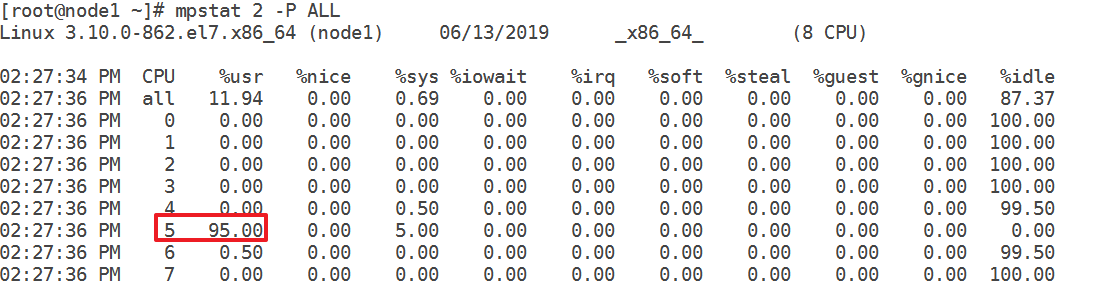 [root@node1 ~]# mpstat 2 -P ALL
Linux 3.10.0-862.el7.x86_64 (node1)     06/13/2019      _x86_64_        (8 CPU)
02:27:34 PM  CPU    %usr   %nice    %sys %iowait    %irq   %soft  %steal  %guest  %gnice   %idle
02:27:36 PM  all   11.94    0.00    0.69    0.00    0.00    0.00    0.00    0.00    0.00   87.37
02:27:36 PM    0    0.00    0.00    0.00    0.00    0.00    0.00    0.00    0.00    0.00  100.00
02:27:36 PM    1    0.00    0.00    0.00    0.00    0.00    0.00    0.00    0.00    0.00  100.00
02:27:36 PM    2    0.00    0.00    0.00    0.00    0.00    0.00    0.00    0.00    0.00  100.00
02:27:36 PM    3    0.00    0.00    0.00    0.00    0.00    0.00    0.00    0.00    0.00  100.00
02:27:36 PM    4    0.00    0.00    0.50    0.00    0.00    0.00    0.00    0.00    0.00   99.50
02:27:36 PM    5   95.00    0.00    5.00    0.00    0.00    0.00    0.00    0.00    0.00    0.00
02:27:36 PM    6    0.50    0.00    0.00    0.00    0.00    0.00    0.00    0.00    0.00   99.50
02:27:36 PM    7    0.00    0.00    0.00    0.00    0.00    0.00    0.00    0.00    0.00  100.00